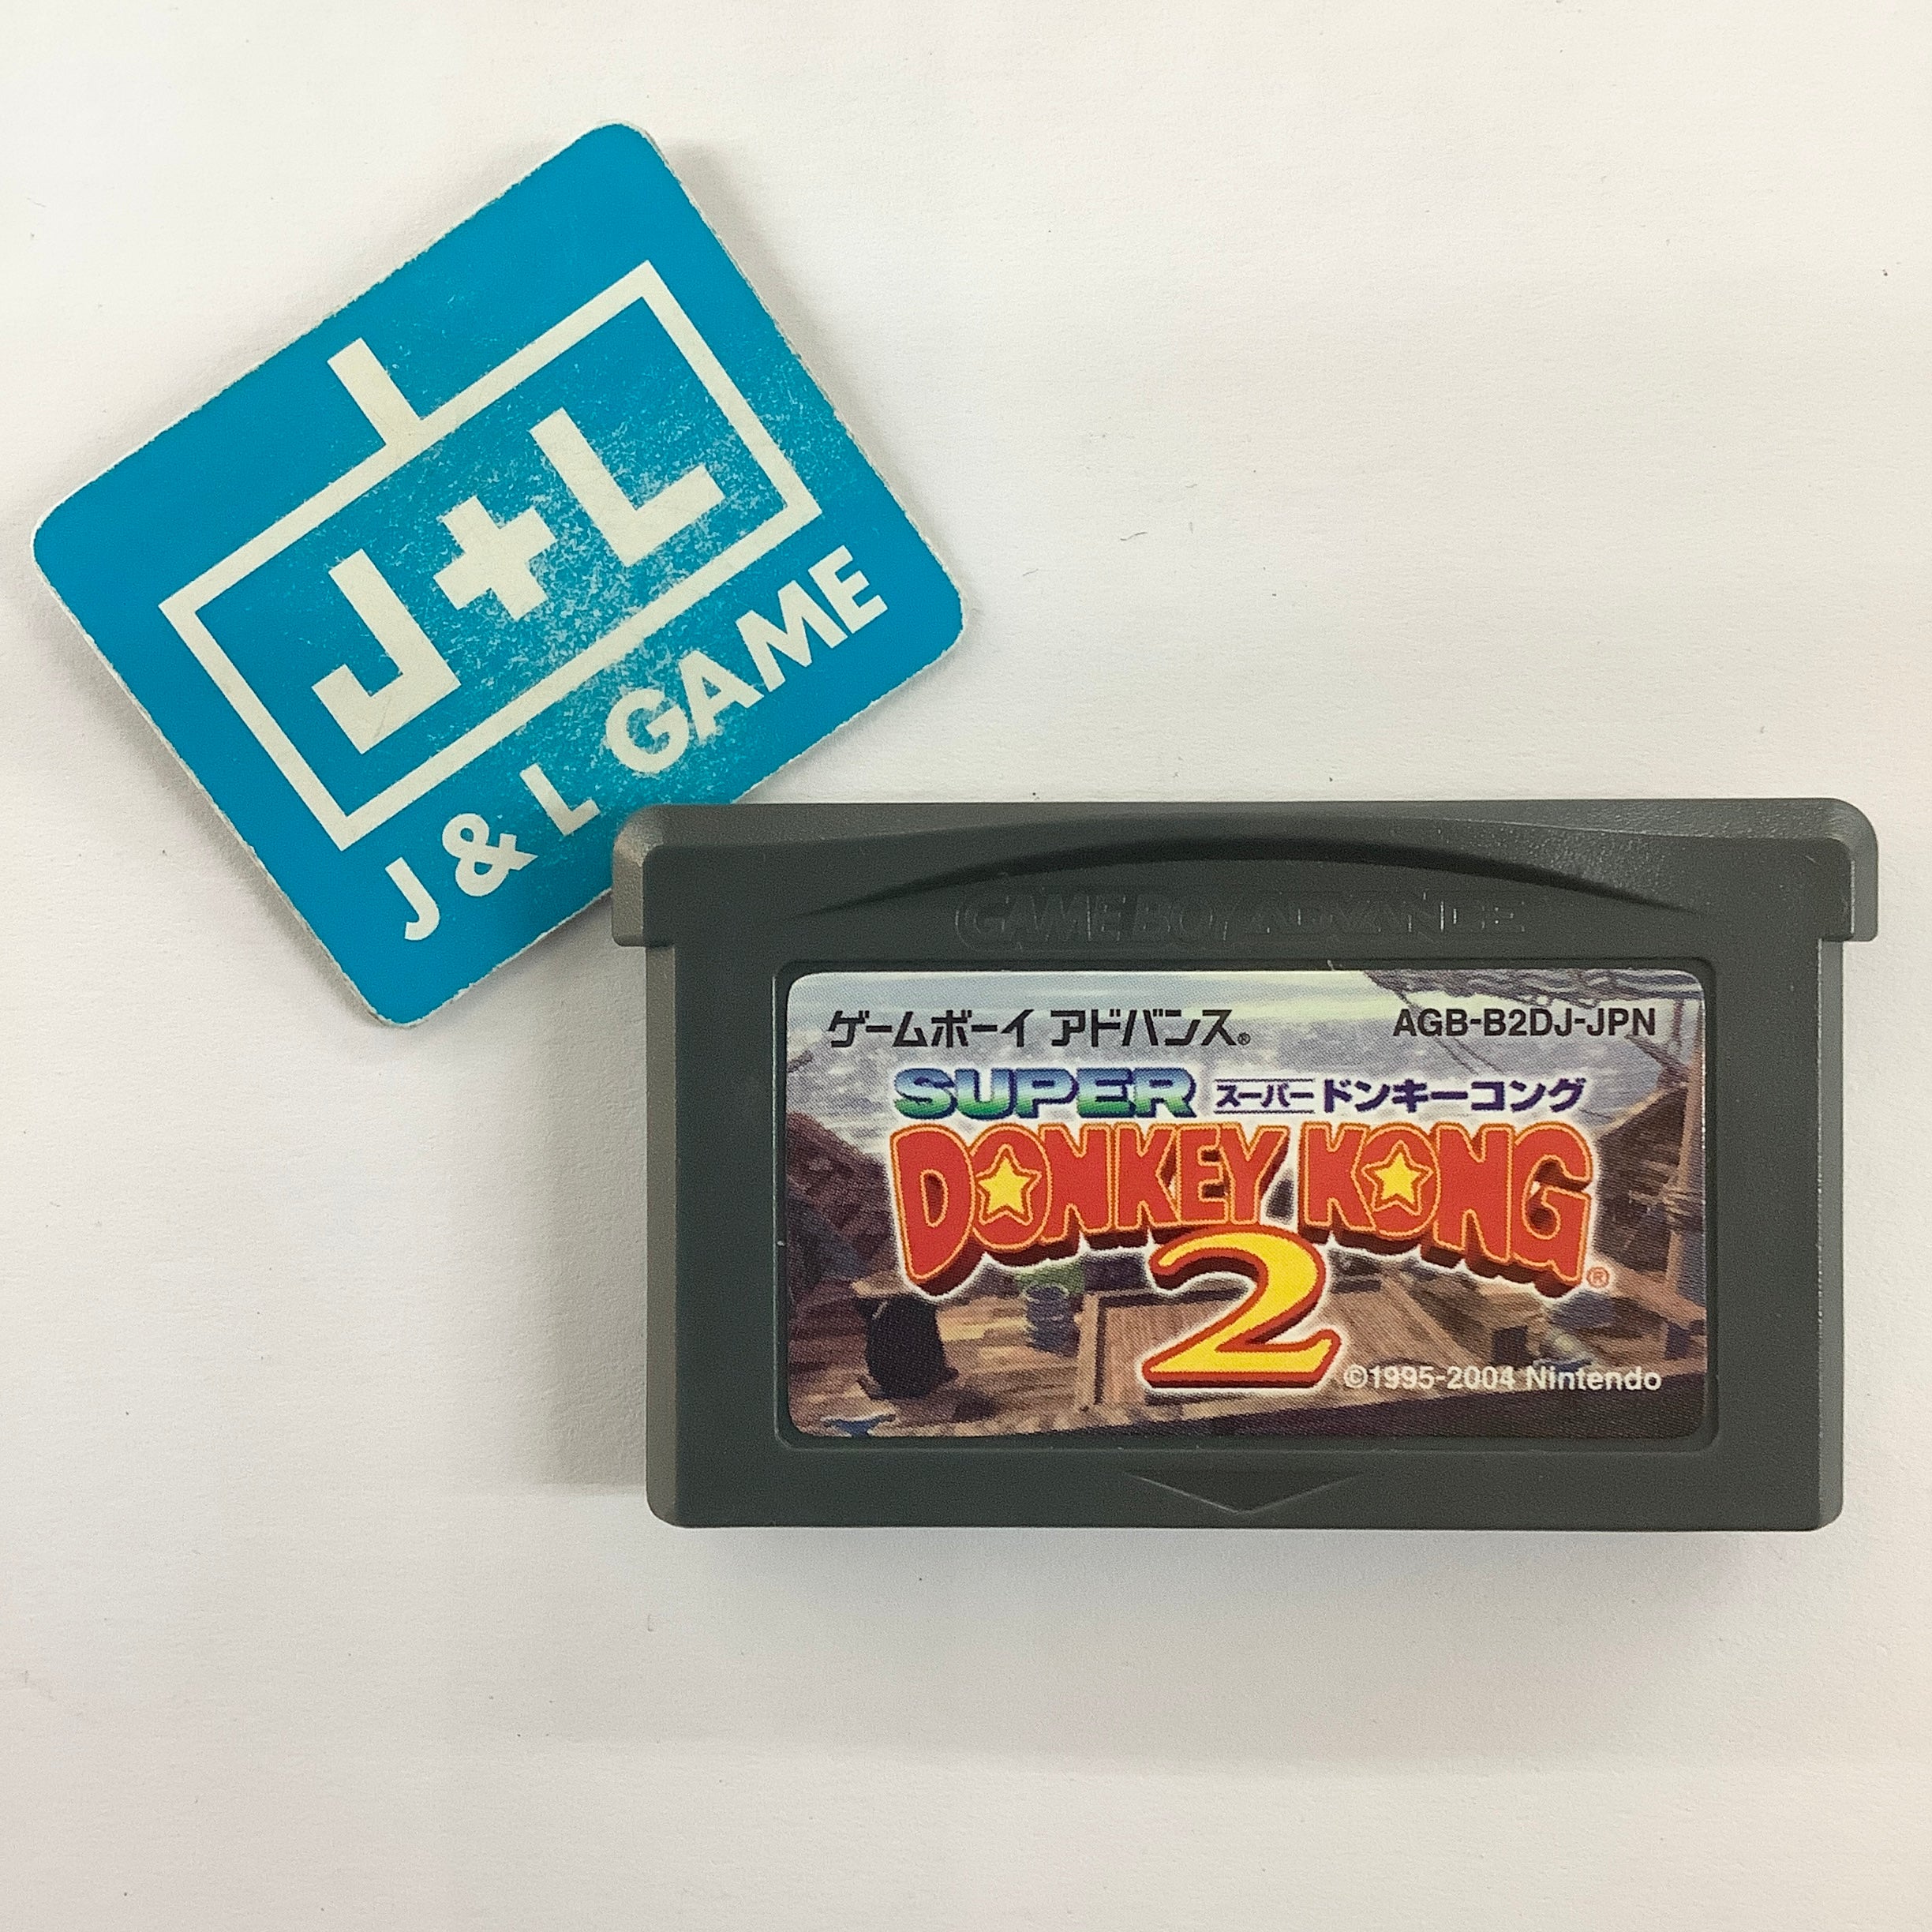 J+L
J & L GAME
GAME BOY ADVANCE
ゲームボーイ アドバンス®
AGB-B2DJ-JPN
SUPER スーパードンキーコング
DONKEY KONG®
2
©1995-2004 Nintendo